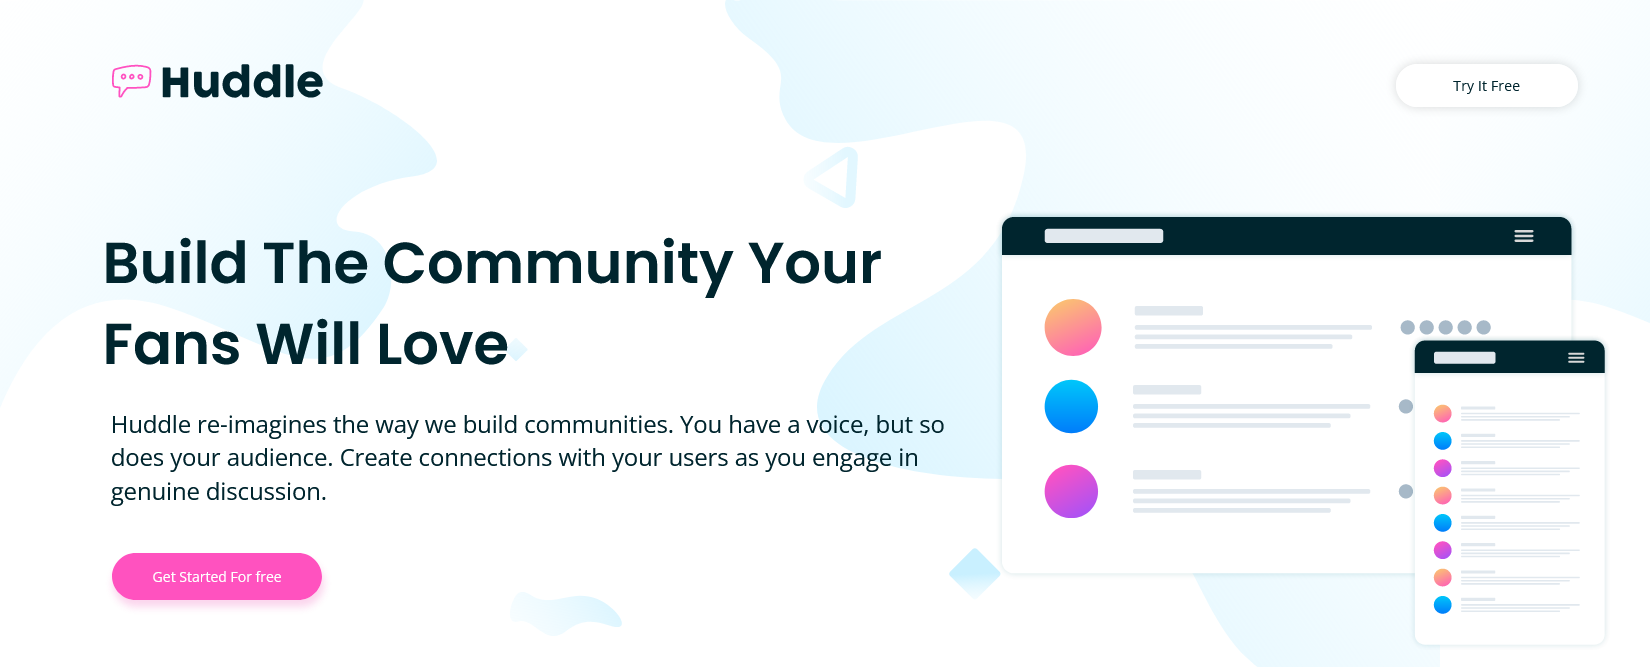 Huddle
Try It Free
Build The Community Your
Fans Will Love
Huddle re-imagines the way we build communities. You have a voice, but so
does your audience. Create connections with your users as you engage in
genuine discussion.
Get Started For free